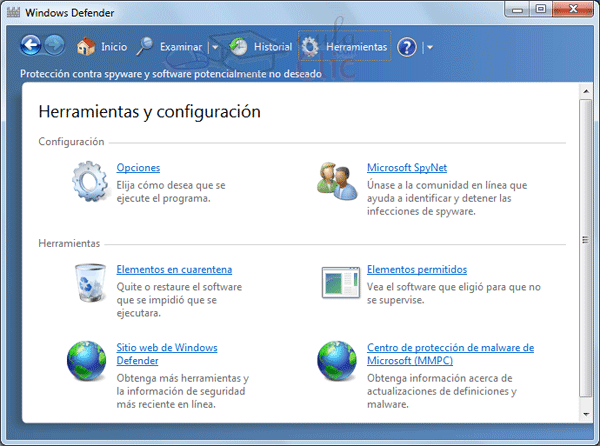 Windows Defender
Inicio
Examinar
Historial
Herramientas
?
Protección contra spyware y software potencialmente no deseado
Herramientas y configuración
Configuración
Opciones
Elija cómo desea que se
ejecute el programa.
Microsoft SpyNet
Únase a la comunidad en línea que
ayuda a identificar y detener las
infecciones de spyware.
Herramientas
Elementos en cuarentena
Quite o restaure el software
que se impidió que se
ejecutara.
Elementos permitidos
Vea el software que eligió para que no
se supervise.
Sitio web de Windows
Defender
Obtenga más herramientas y
la información de seguridad
más reciente en línea.
Centro de protección de malware de
Microsoft (MMPC)
Obtenga información acerca de
actualizaciones de definiciones y
malware.